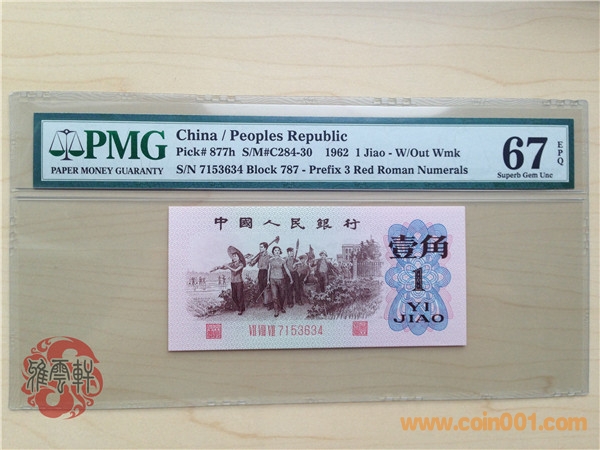 PMG
PAPER MONEY GUARANTY
China / Peoples Republic
Pick# 877h S/M#C284-30 1962 1 Jiao - W/Out Wmk
S/N 7153634 Block 787 - Prefix 3 Red Roman Numerals
67 EPQ
Superb Gem Unc
中國人民銀行
壹角
1
YI
JIAO
VII VIII VII 7153634
雅雲軒
www.coin001.com